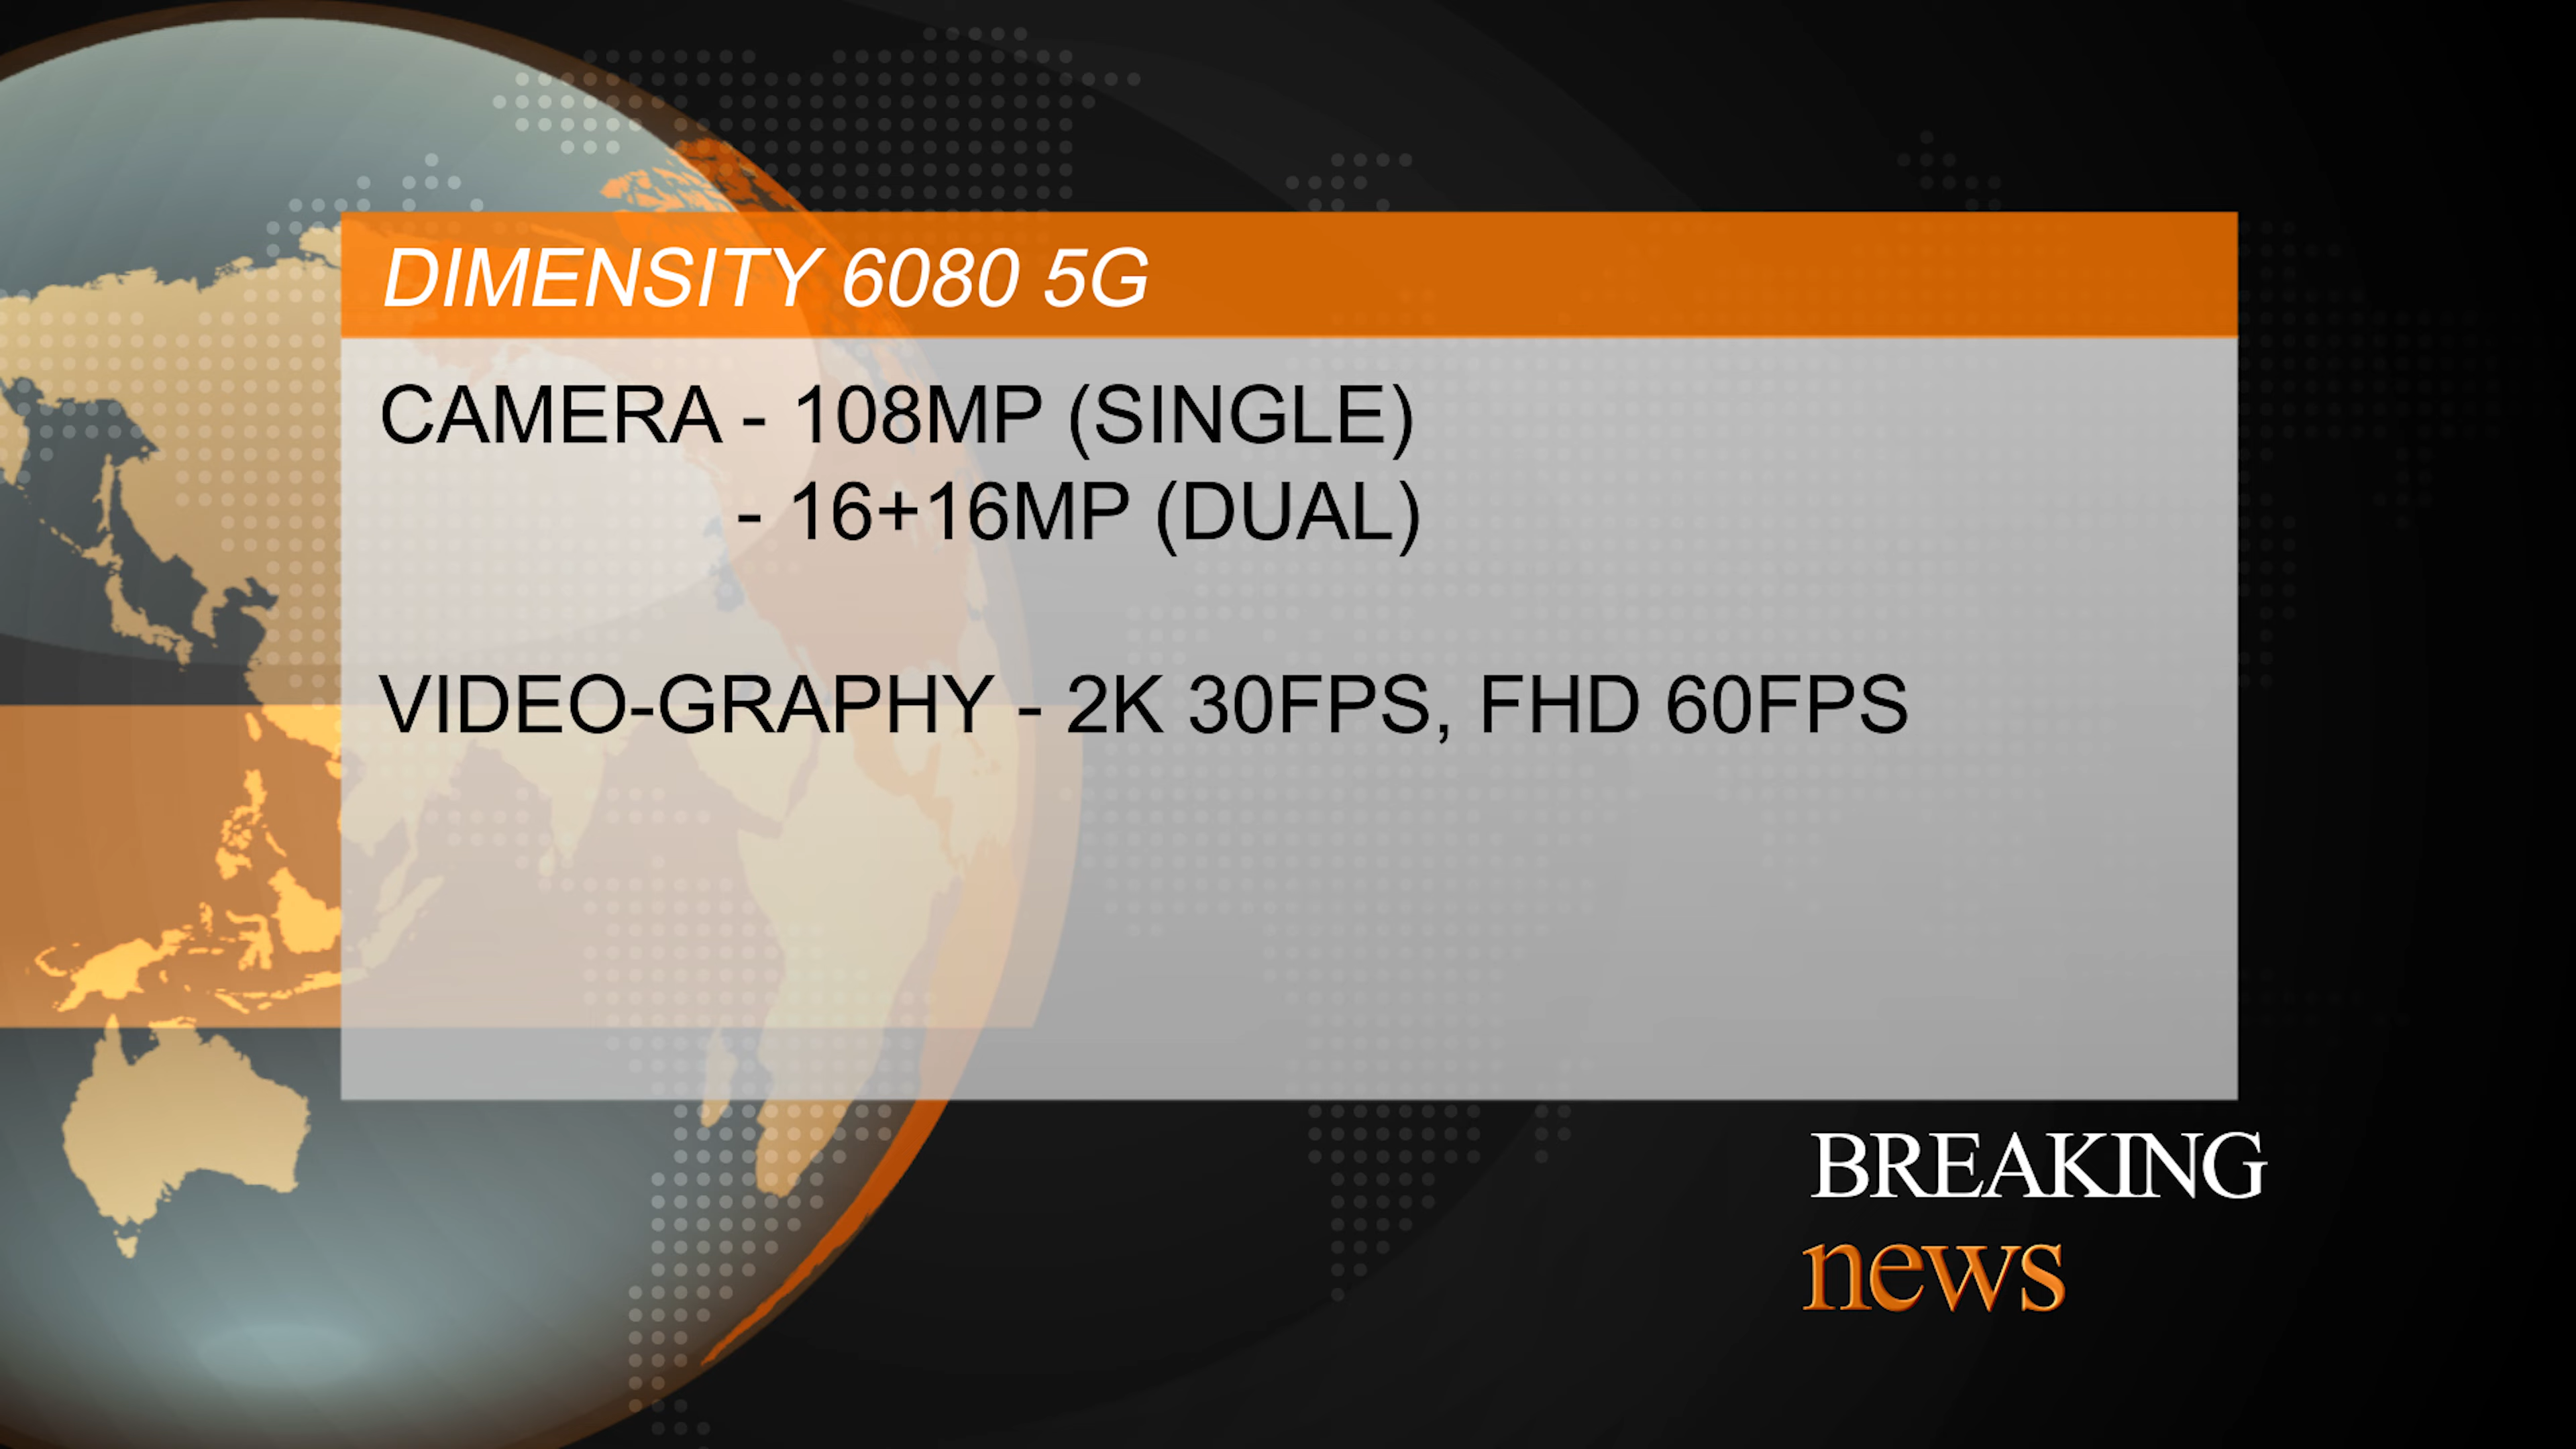 DIMENSITY 6080 5G
CAMERA - 108MP (SINGLE)
- 16+16MP (DUAL)
VIDEO-GRAPHY - 2K 30FPS, FHD 60FPS
BREAKING
news